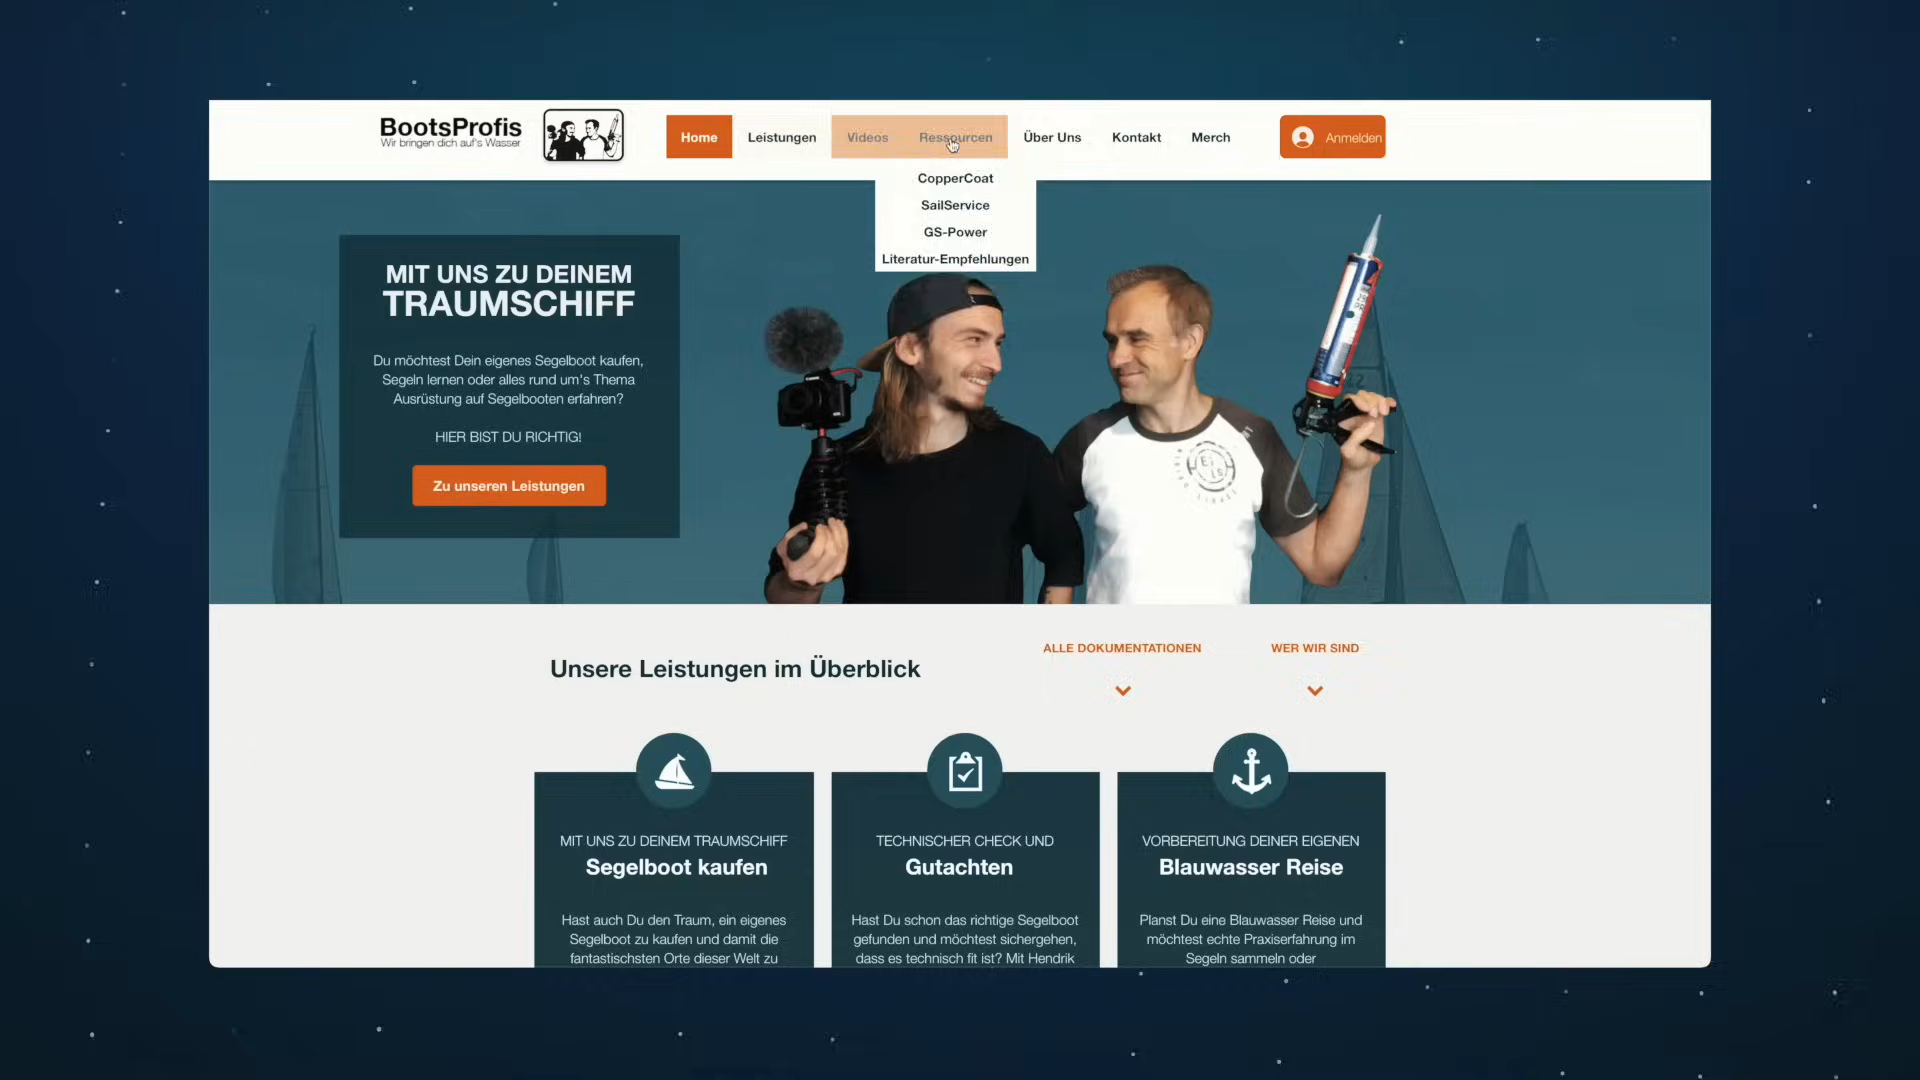 BootsProfis
Wir bringen dich auf's Wasser
Home
Leistungen
Videos
Ressourcen
Über Uns
Kontakt
Merch
Anmelden
CopperCoat
SailService
GS-Power
Literatur-Empfehlungen
MIT UNS ZU DEINEM
TRAUMSCHIFF
Du möchtest Dein eigenes Segelboot kaufen,
Segeln lernen oder alles rund um's Thema
Ausrüstung auf Segelbooten erfahren?
HIER BIST DU RICHTIG!
Zu unseren Leistungen
Unsere Leistungen im Überblick
ALLE DOKUMENTATIONEN
WER WIR SIND
MIT UNS ZU DEINEM TRAUMSCHIFF
Segelboot kaufen
Hast auch Du den Traum, ein eigenes
Segelboot zu kaufen und damit die
fantastischsten Orte dieser Welt zu
TECHNISCHER CHECK UND
Gutachten
Hast Du schon das richtige Segelboot
gefunden und möchtest sichergehen,
dass es technisch fit ist? Mit Hendrik
VORBEREITUNG DEINER EIGENEN
Blauwasser Reise
Planst Du eine Blauwasser Reise und
möchtest echte Praxiserfahrung im
Segeln sammeln oder